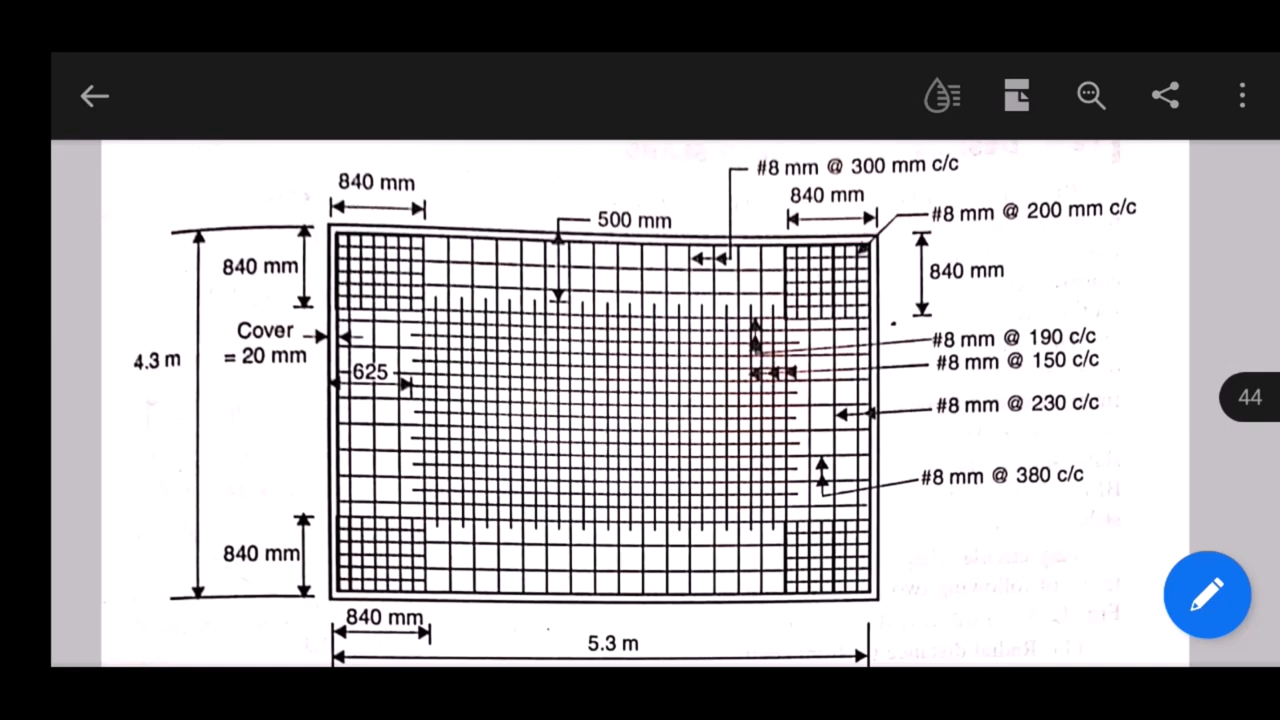 #8 mm @ 300 mm c/c
840 mm
840 mm
500 mm
#8 mm @ 200 mm c/c
840 mm
840 mm
Cover
= 20 mm
4.3 m
625
#8 mm @ 190 c/c
#8 mm @ 150 c/c
#8 mm @ 230 c/c
44
#8 mm @ 380 c/c
840 mm
840 mm
5.3 m